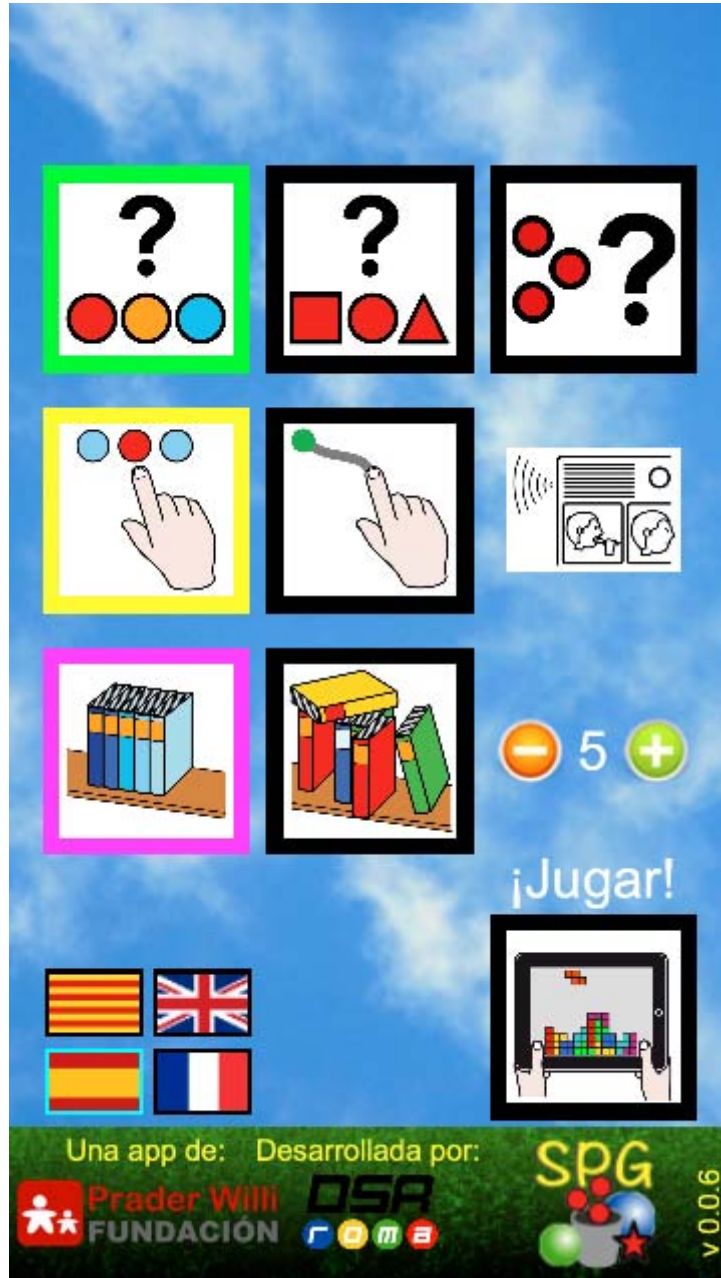 ?
?
?
5
¡Jugar!
Una app de:
Desarrollada por:
Prader Willi
FUNDACIÓN
DSR
roma
SPG
v 0.0.6